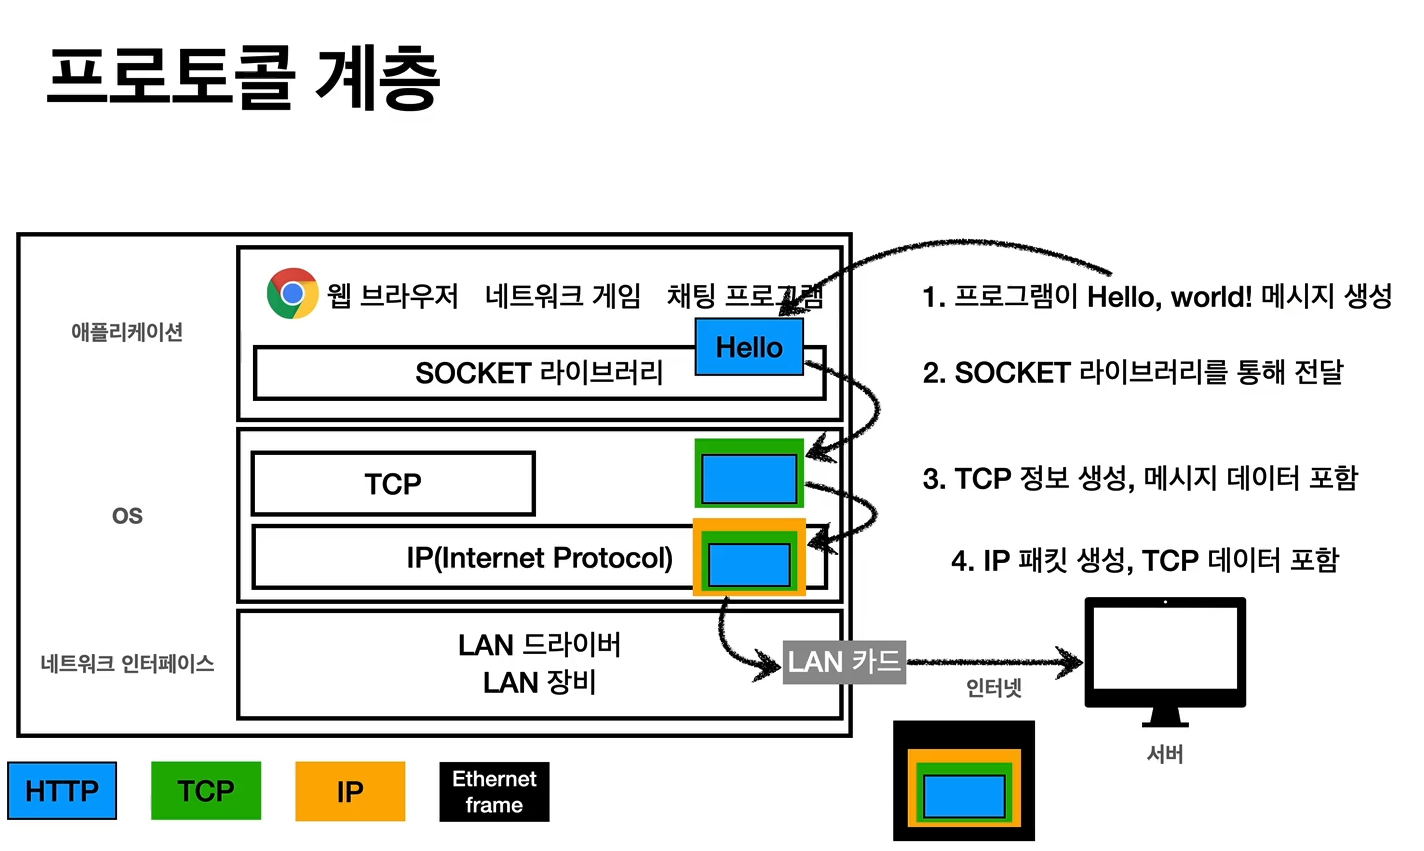 프로토콜 계층
애플리케이션
웹 브라우저 네트워크 게임 채팅 프로그램
Hello
SOCKET 라이브러리
1. 프로그램이 Hello, world! 메시지 생성
2. SOCKET 라이브러리를 통해 전달
OS
TCP
IP(Internet Protocol)
3. TCP 정보 생성, 메시지 데이터 포함
4. IP 패킷 생성, TCP 데이터 포함
네트워크 인터페이스
LAN 드라이버
LAN 장비
LAN 카드
인터넷
서버
HTTP
TCP
IP
Ethernet
frame